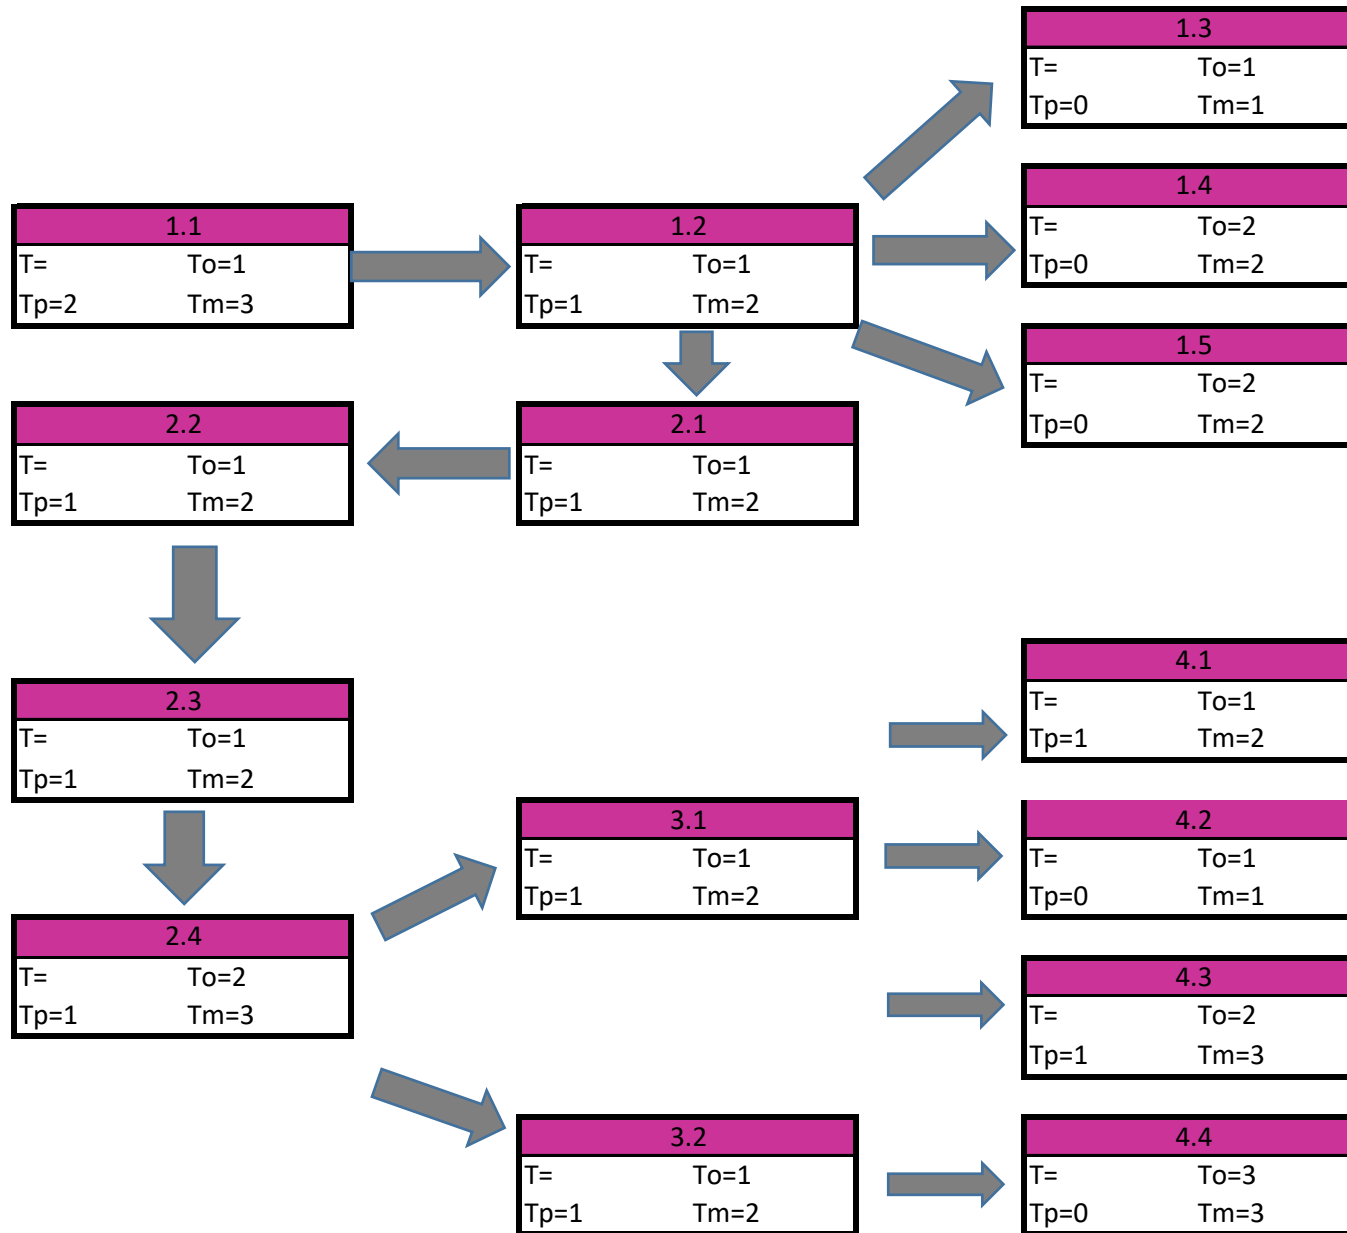 1.3
T= To=1
Tp=0 Tm=1
1.4
T= To=2
Tp=0 Tm=2
1.1
T= To=1
Tp=2 Tm=3
1.2
T= To=1
Tp=1 Tm=2
1.5
T= To=2
Tp=0 Tm=2
2.2
T= To=1
Tp=1 Tm=2
2.1
T= To=1
Tp=1 Tm=2
2.3
T= To=1
Tp=1 Tm=2
4.1
T= To=1
Tp=1 Tm=2
3.1
T= To=1
Tp=1 Tm=2
4.2
T= To=1
Tp=0 Tm=1
2.4
T= To=2
Tp=1 Tm=3
4.3
T= To=2
Tp=1 Tm=3
3.2
T= To=1
Tp=1 Tm=2
4.4
T= To=3
Tp=0 Tm=3